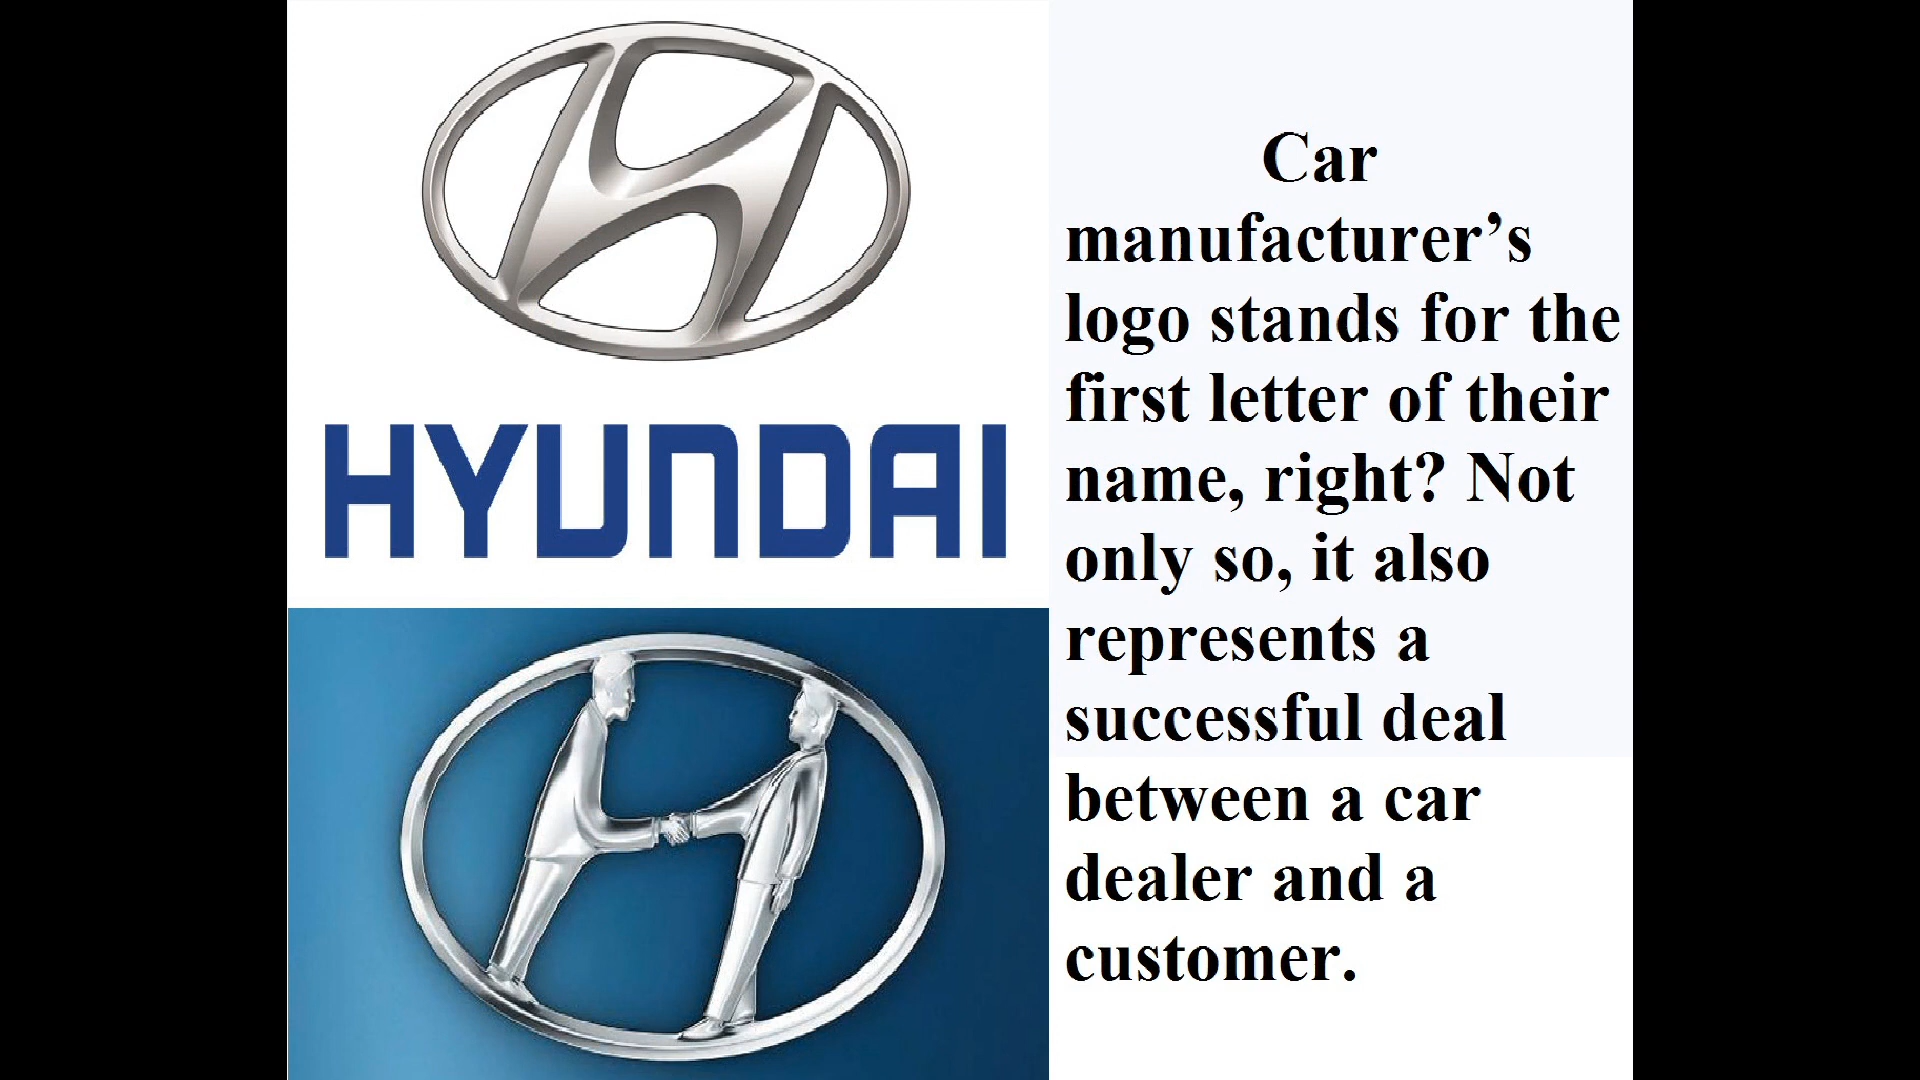 HYUNDAI
Car
manufacturer’s
logo stands for the
first letter of their
name, right? Not
only so, it also
represents a
successful deal
between a car
dealer and a
customer.